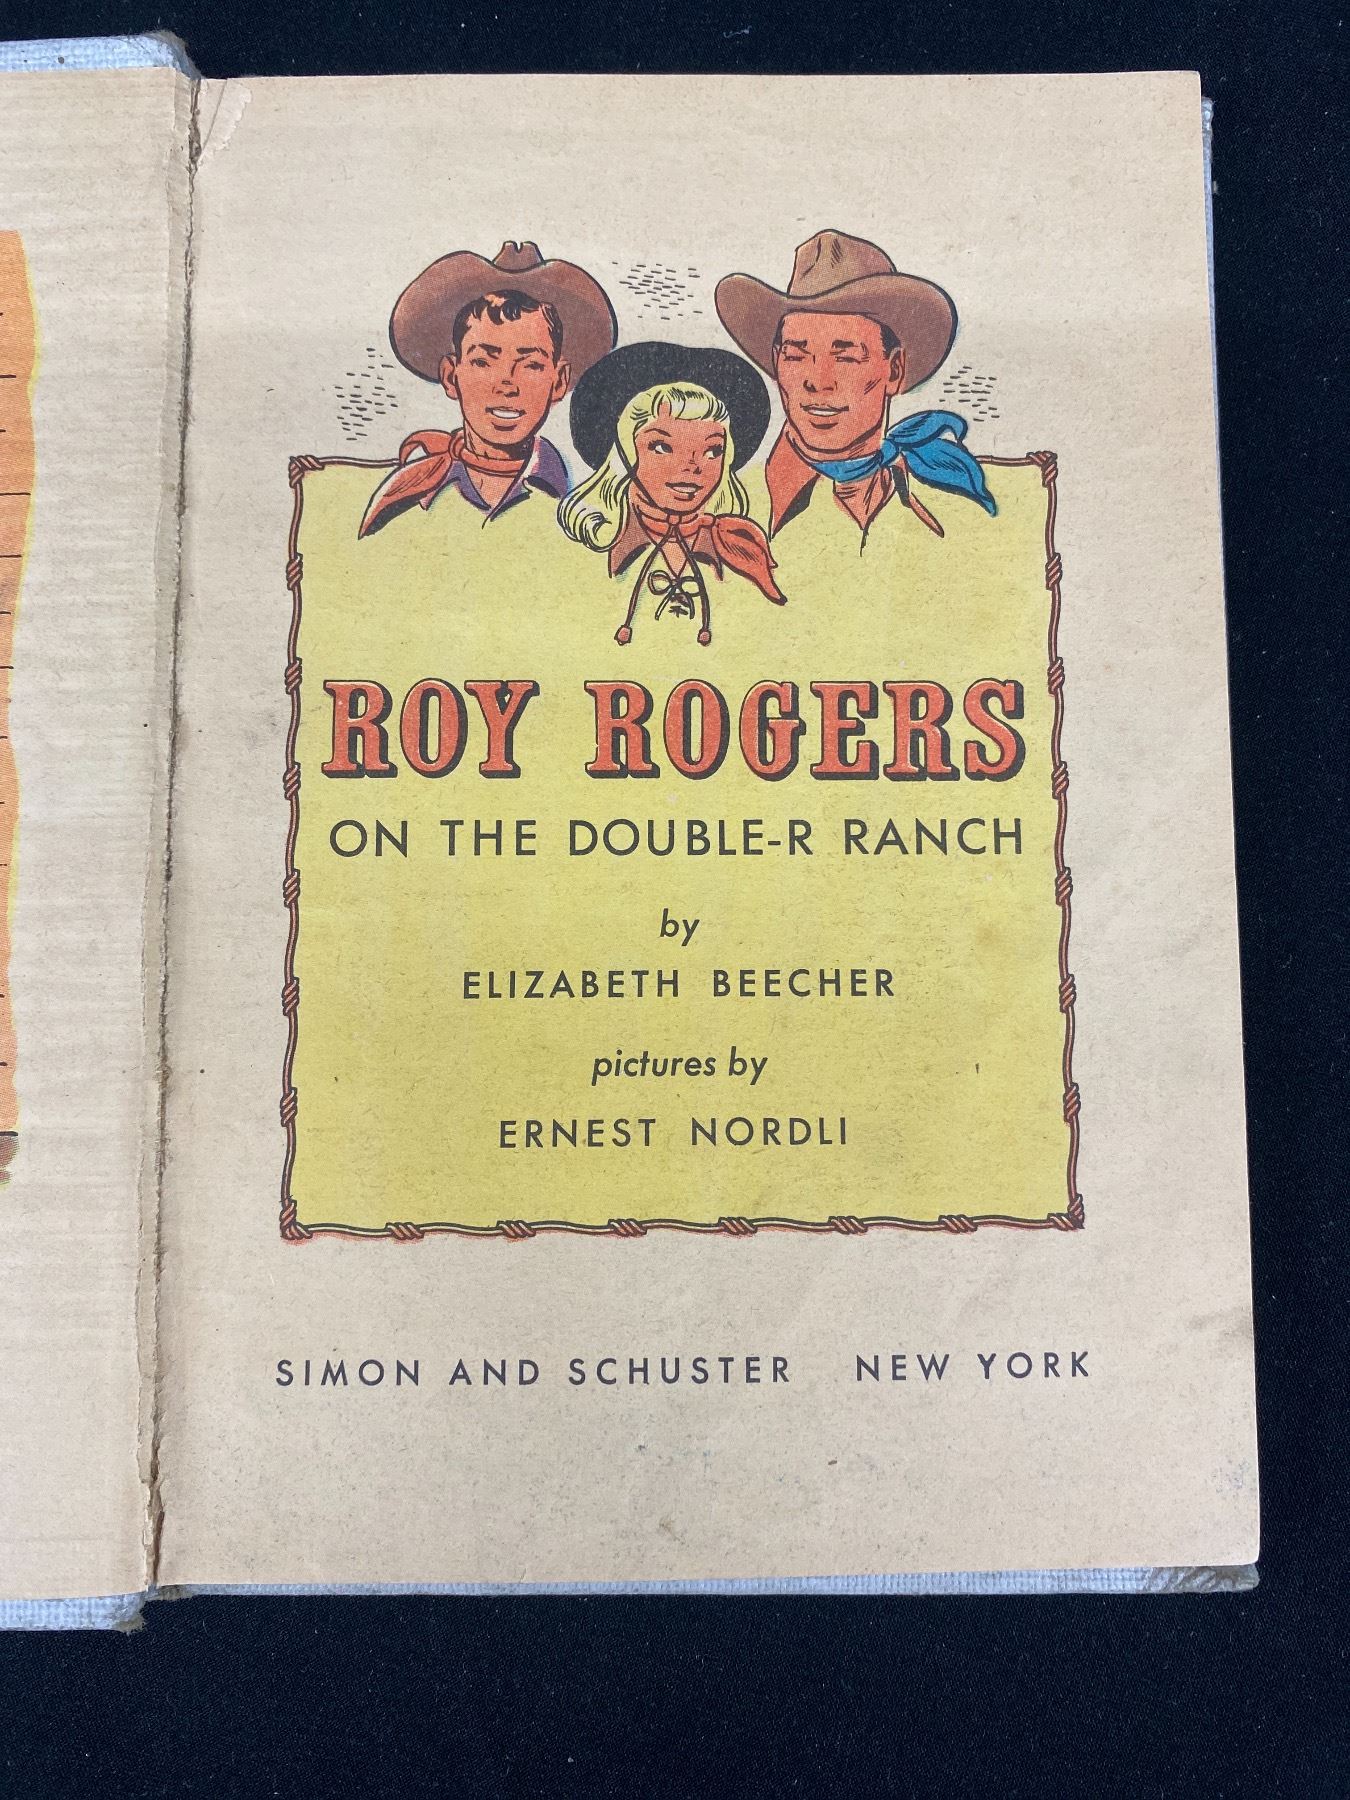 ROY ROGERS
ON THE DOUBLE-R RANCH
by
ELIZABETH BEECHER
pictures by
ERNEST NORDLI
SIMON AND SCHUSTER NEW YORK